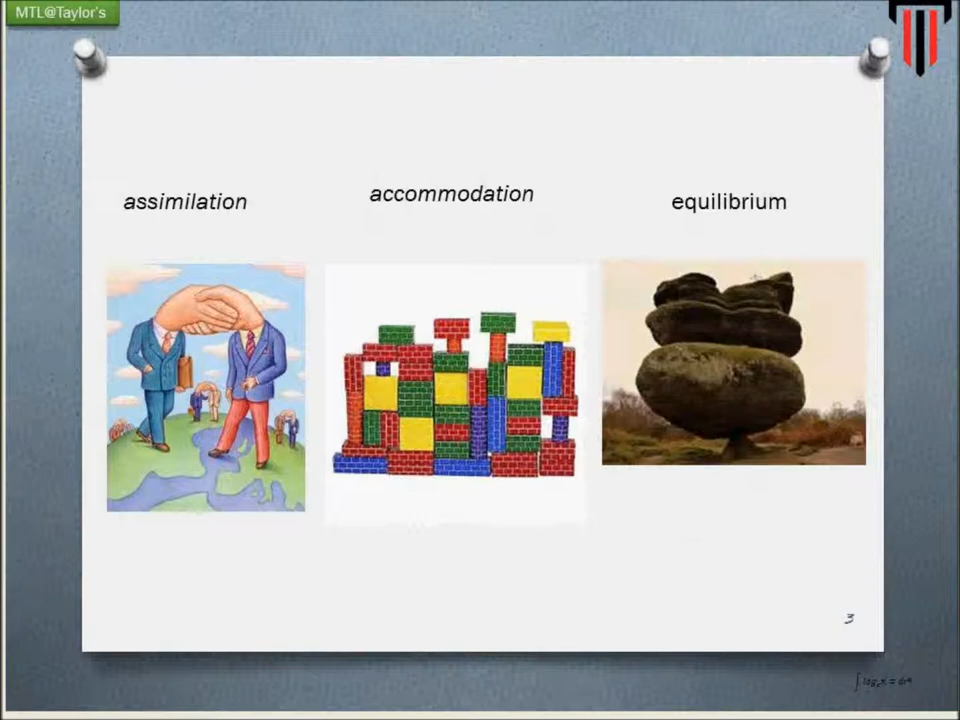 MTL@Taylor's
assimilation
accommodation
equilibrium
3